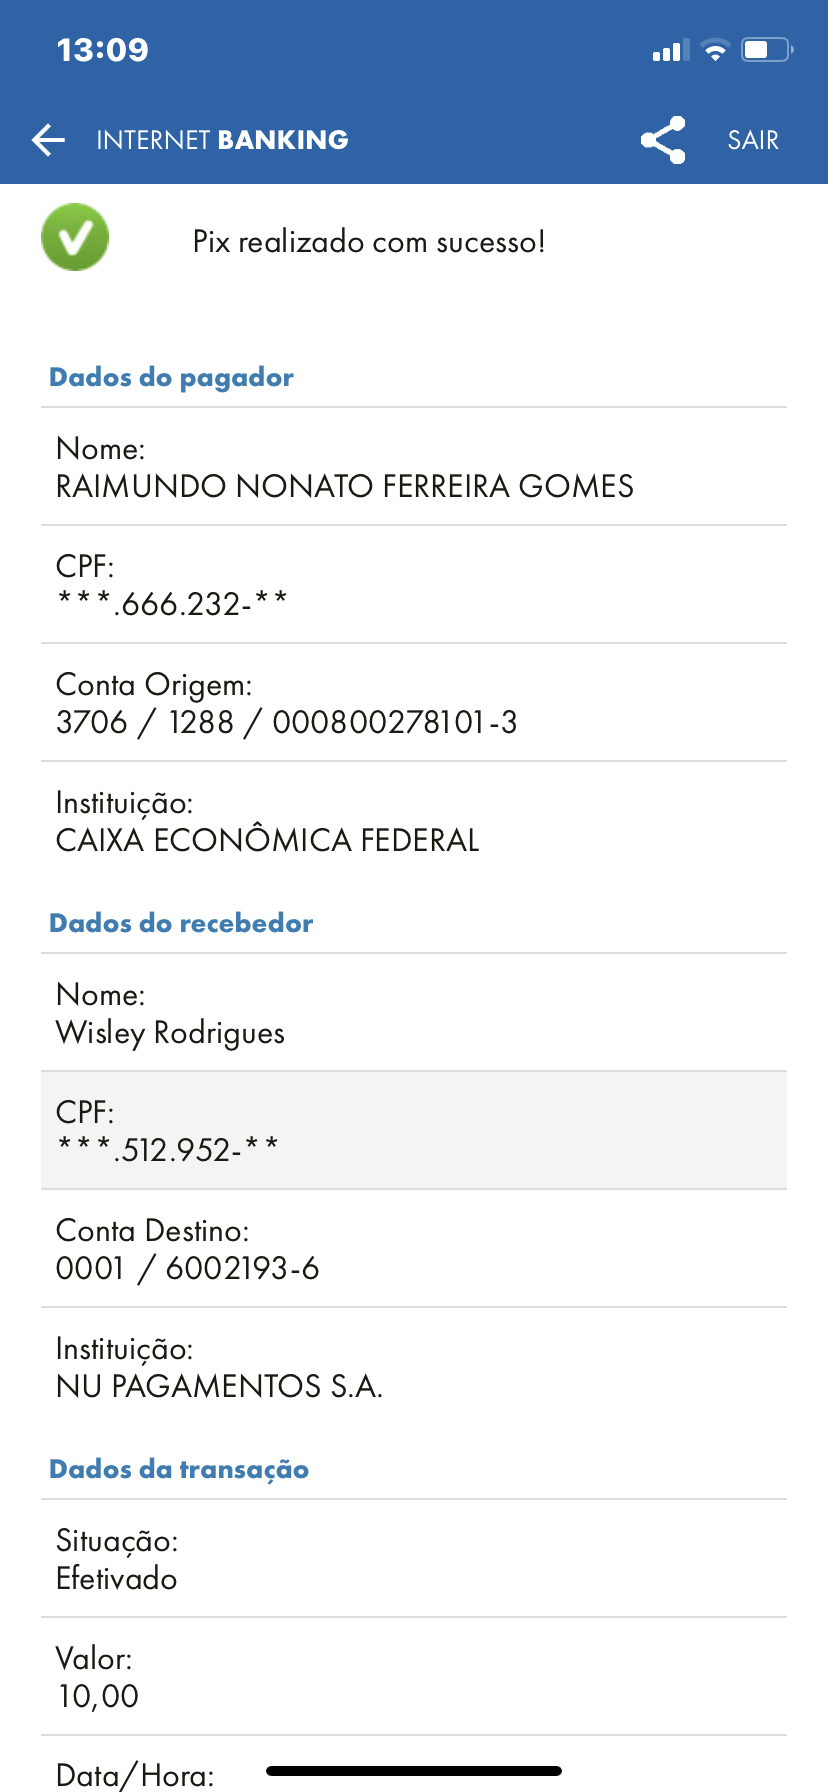 13:09
INTERNET BANKING
SAIR
Pix realizado com sucesso!
Dados do pagador
Nome:
RAIMUNDO NONATO FERREIRA GOMES
CPF:
***.666.232-**
Conta Origem:
3706 / 1288 / 000800278101-3
Instituição:
CAIXA ECONÔMICA FEDERAL
Dados do recebedor
Nome:
Wisley Rodrigues
CPF:
***.512.952-**
Conta Destino:
0001 / 6002193-6
Instituição:
NU PAGAMENTOS S.A.
Dados da transação
Situação:
Efetivado
Valor:
10,00
Data/Hora: